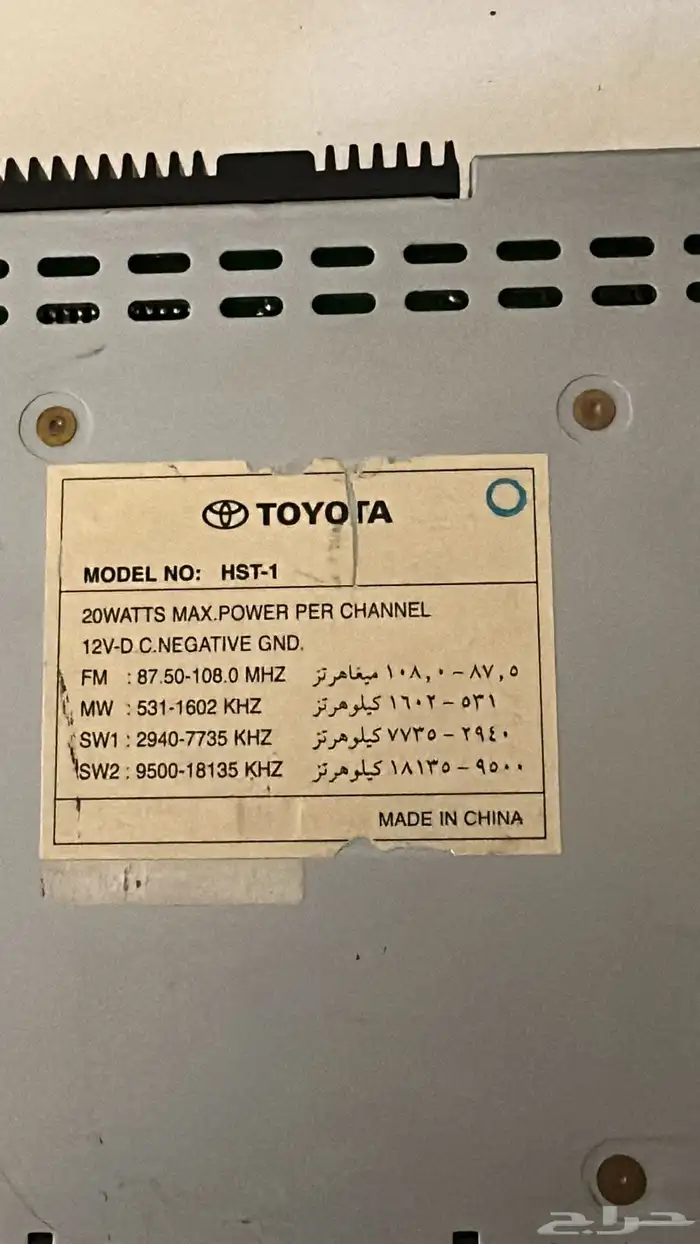 TOYOTA
MODEL NO: HST-1
20WATTS MAX.POWER PER CHANNEL
12V-D.C.NEGATIVE GND.
FM : 87.50-108.0 MHZ ٨٧,٥ - ١٠٨,٠ ميغاهرتز
MW : 531-1602 KHZ ٥٣١ - ١٦٠٢ كيلوهرتز
SW1 : 2940-7735 KHZ ٢٩٤٠ - ٧٧٣٥ كيلوهرتز
SW2 : 9500-18135 KHZ ٩٥٠٠ - ١٨١٣٥ كيلوهرتز
MADE IN CHINA
حراج